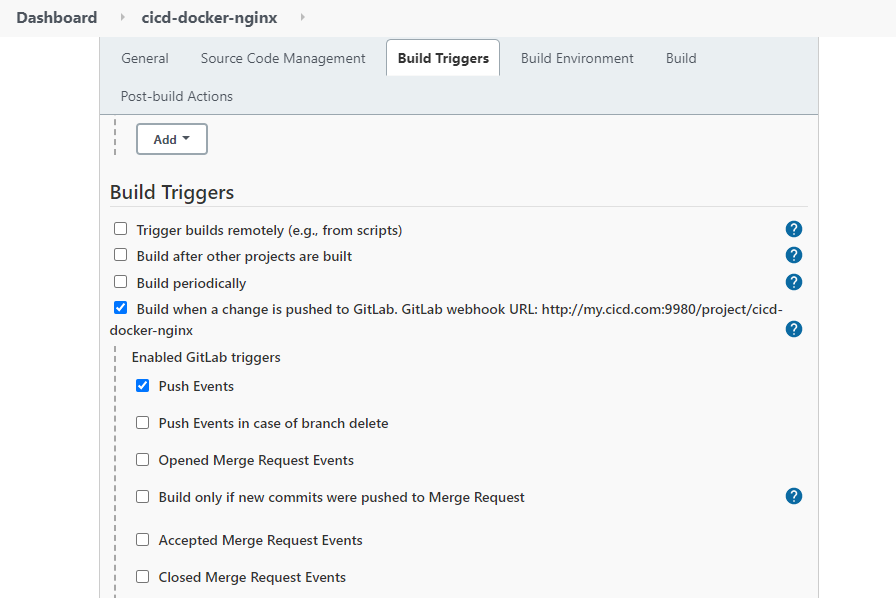 Dashboard cicd-docker-nginx
General Source Code Management Build Triggers Build Environment Build
Post-build Actions
Add
Build Triggers
Trigger builds remotely (e.g., from scripts) ?
Build after other projects are built ?
Build periodically ?
Build when a change is pushed to GitLab. GitLab webhook URL: http://my.cicd.com:9980/project/cicd-
docker-nginx ?
Enabled GitLab triggers
Push Events
Push Events in case of branch delete
Opened Merge Request Events
Build only if new commits were pushed to Merge Request ?
Accepted Merge Request Events
Closed Merge Request Events